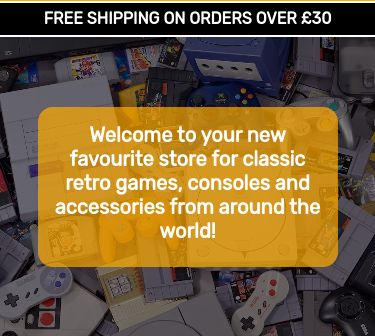 FREE SHIPPING ON ORDERS OVER £30
Welcome to your new
favourite store for classic
retro games, consoles and
accessories from around the
world!